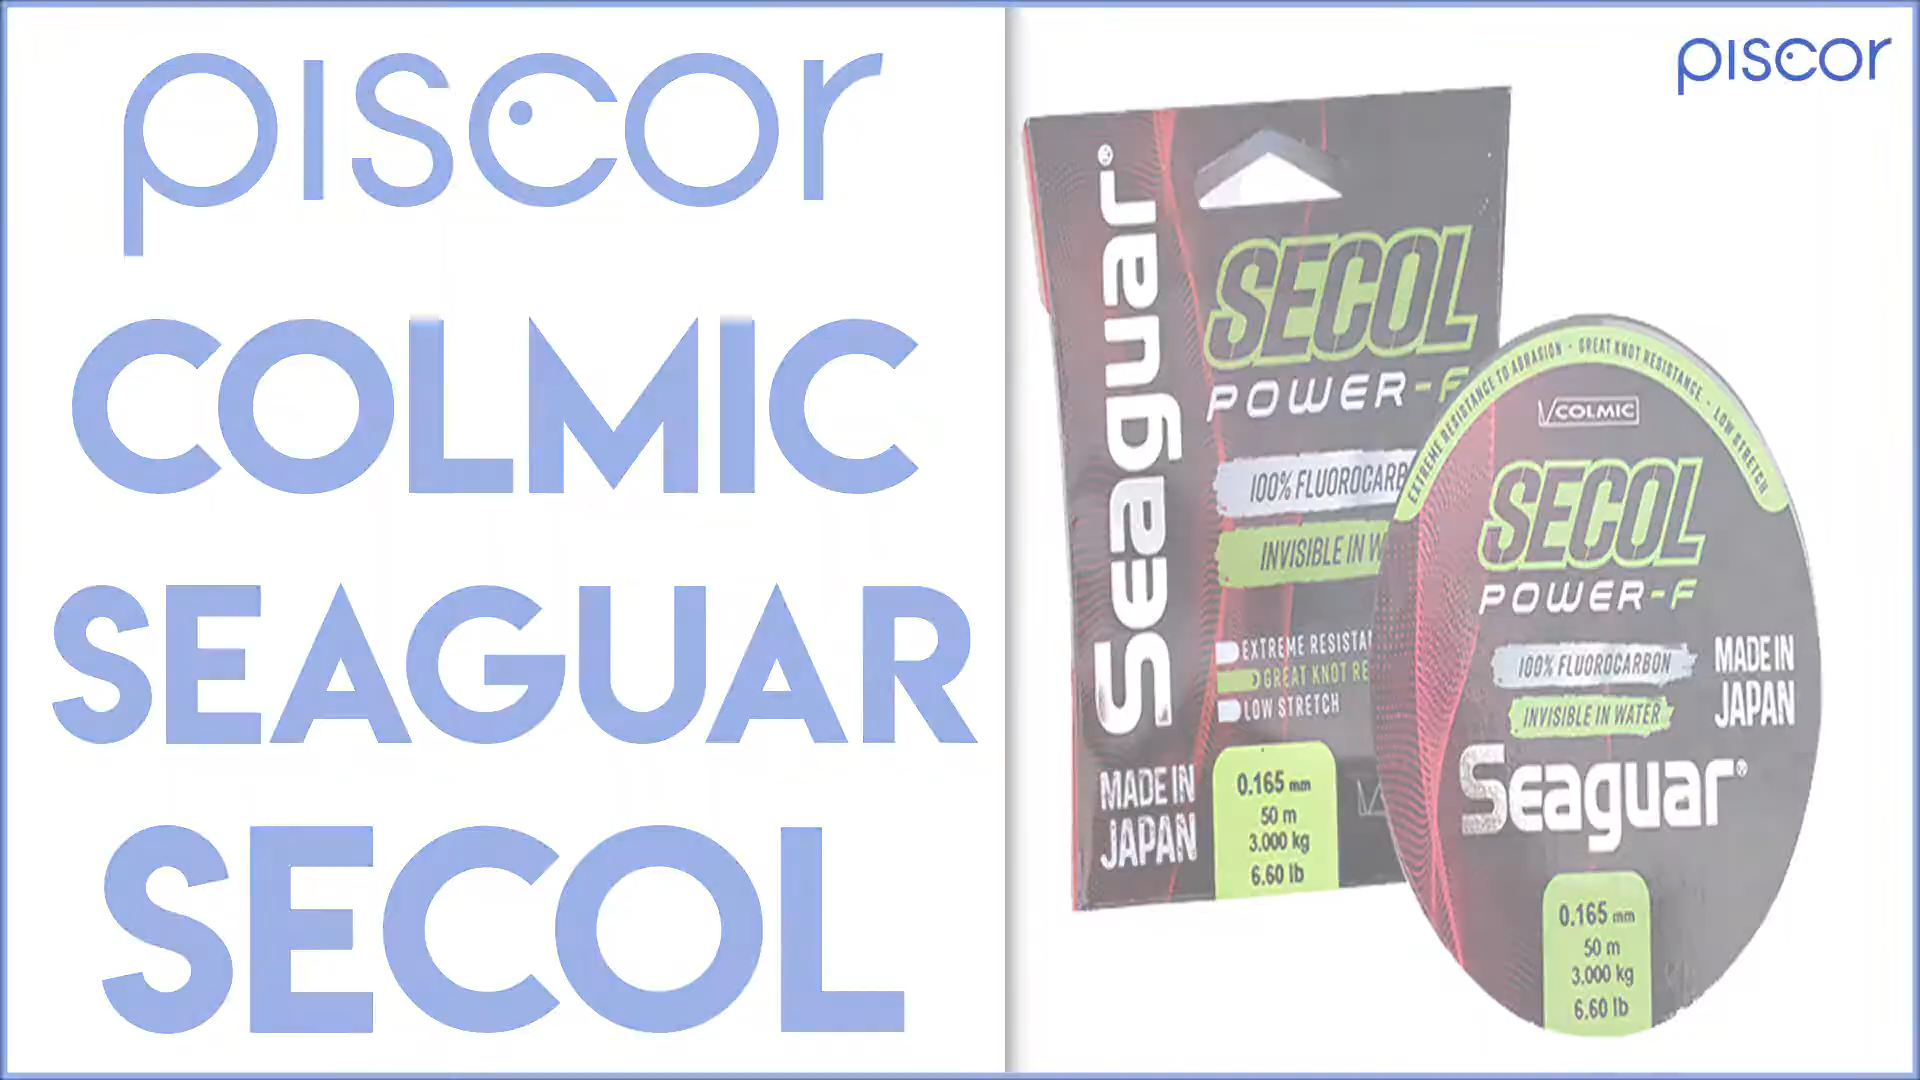 piscor
COLMIC
SEAGUAR
SECOL
piscor
Seaguar®
SECOL
POWER-F
100% FLUOROCARB
INVISIBLE IN W
EXTREME RESISTAN
GREAT KNOT RE
LOW STRETCH
MADE IN
JAPAN
0.165 mm
50 m
3.000 kg
6.60 lb
EXTREME RESISTANCE TO ABRASION - GREAT KNOT RESISTANCE - LOW STRETCH
COLMIC
SECOL
POWER-F
100% FLUOROCARBON
INVISIBLE IN WATER
MADE IN
JAPAN
Seaguar®
0.165 mm
50 m
3.000 kg
6.60 lb